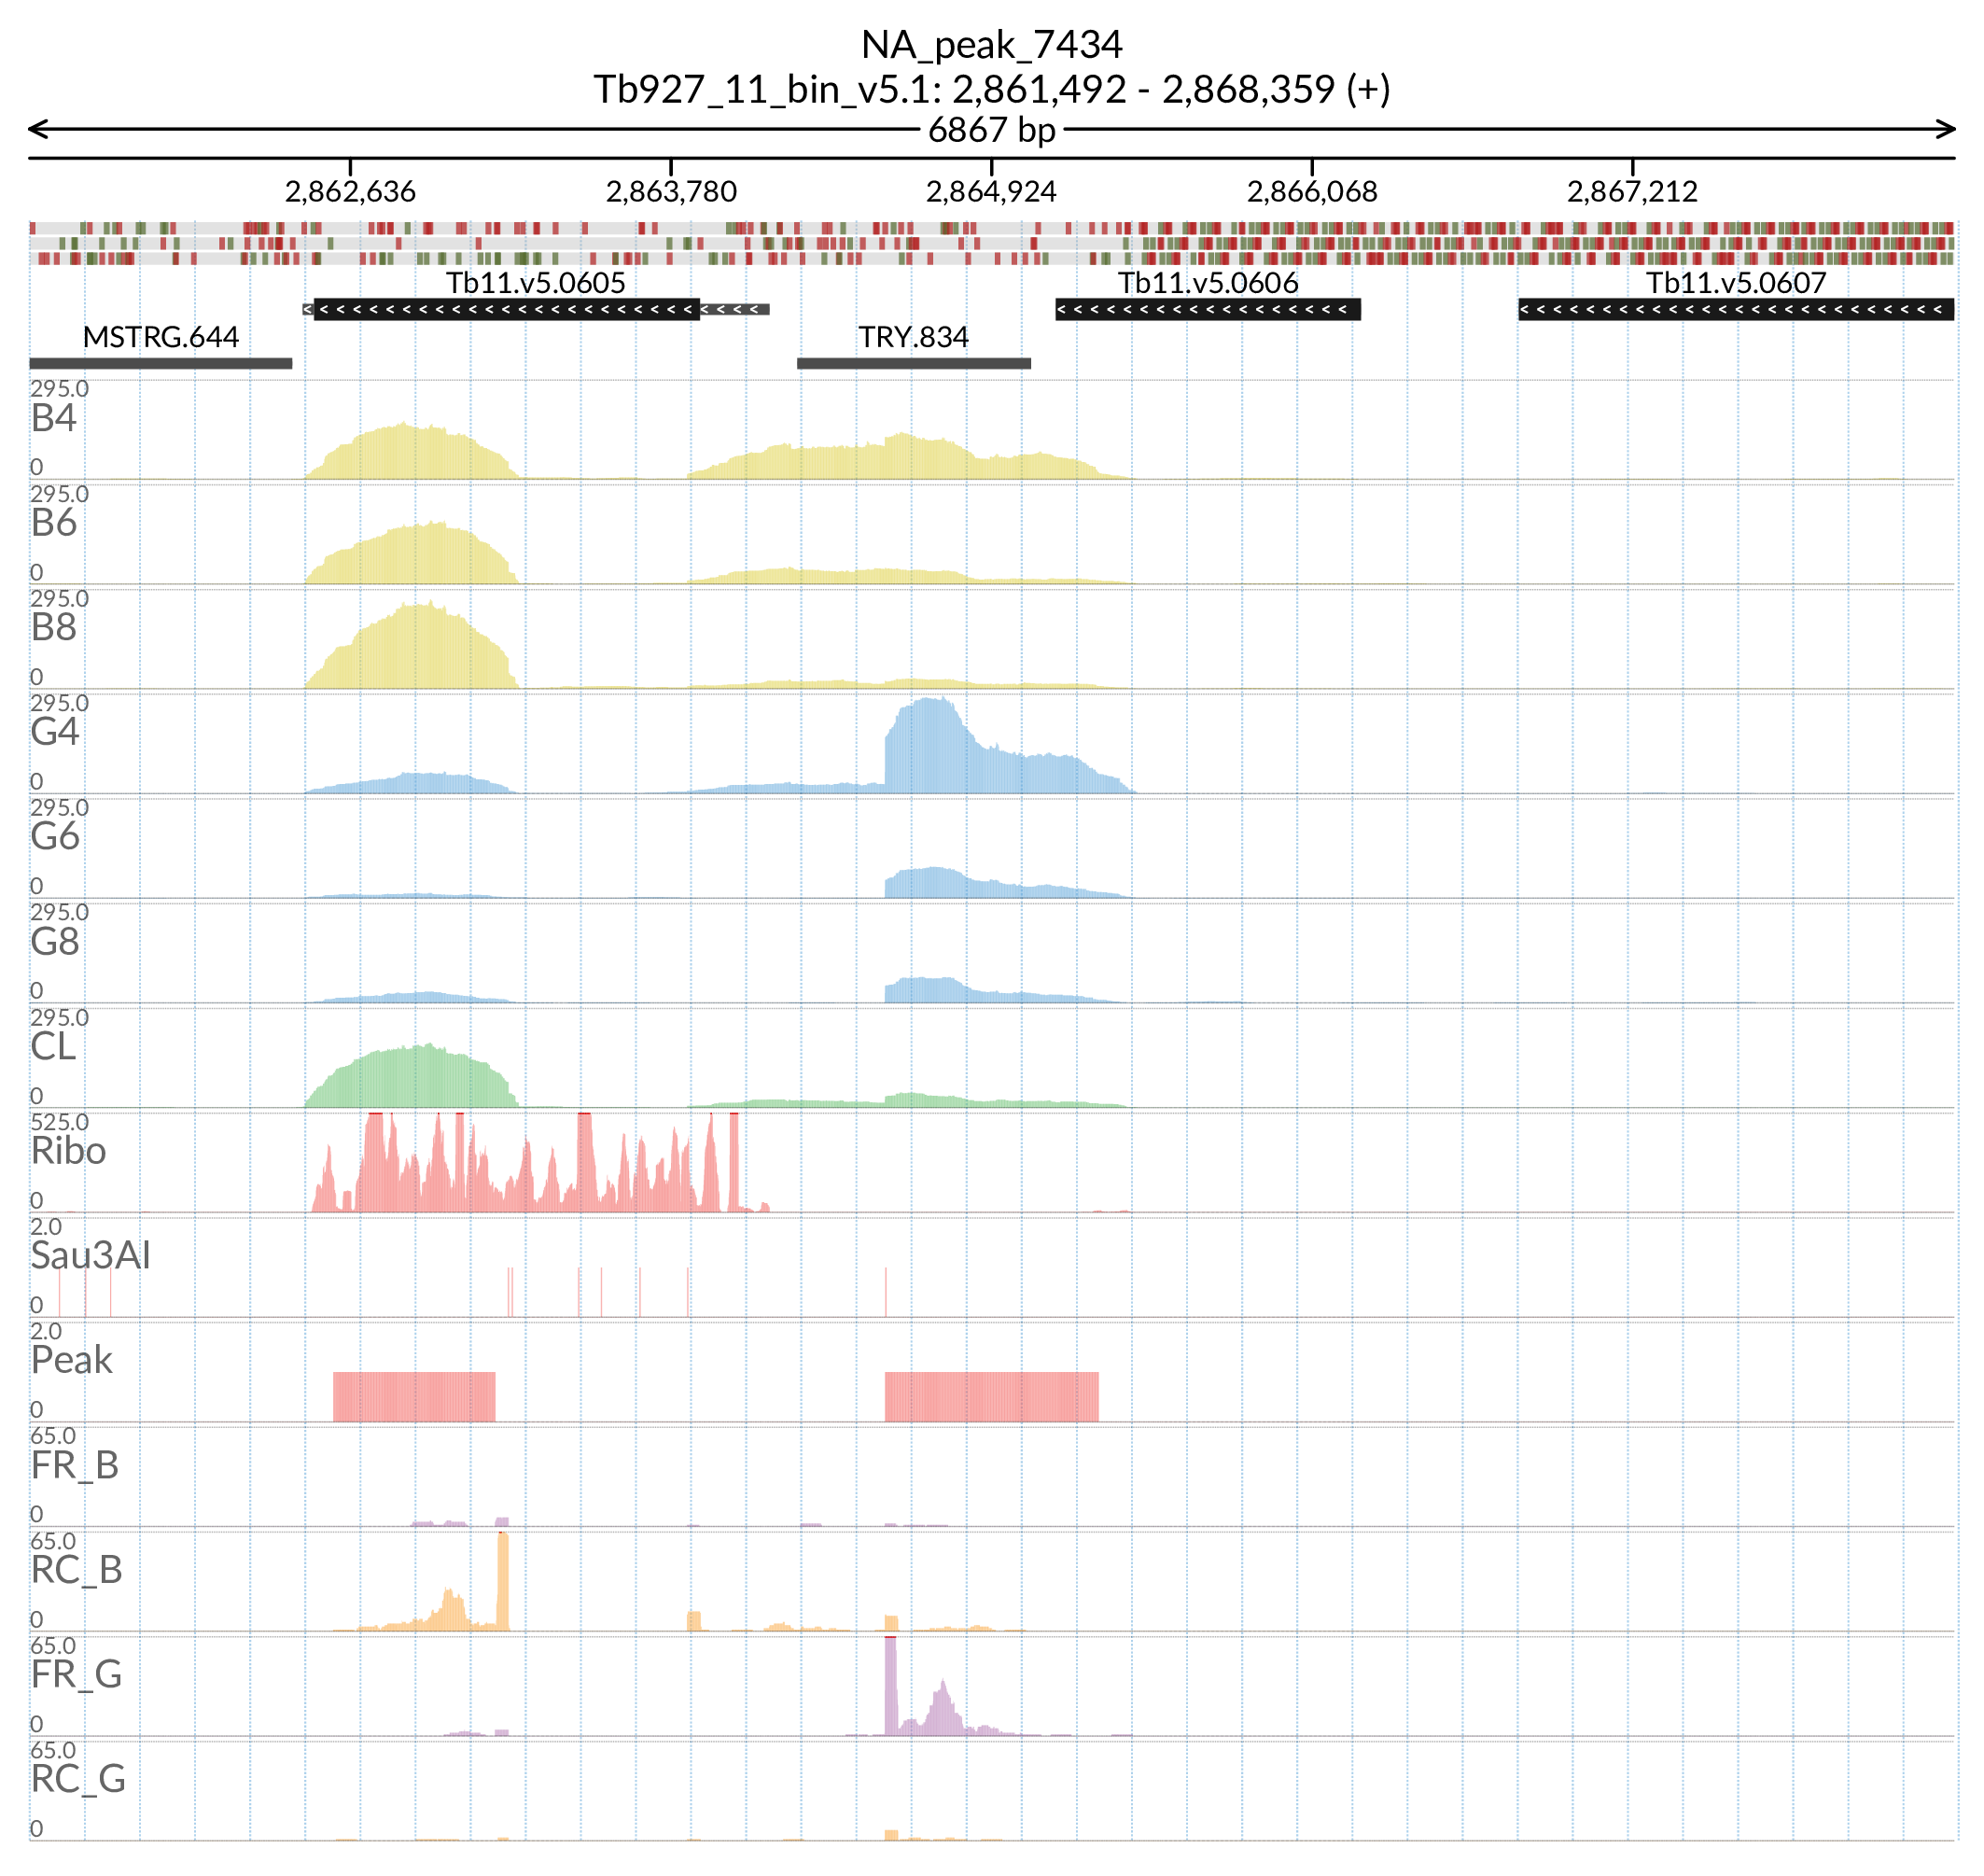 NA_peak_7434
Tb927_11_bin_v5.1: 2,861,492 - 2,868,359 (+)
6867 bp
2,862,636 2,863,780 2,864,924 2,866,068 2,867,212
Tb11.v5.0605 Tb11.v5.0606 Tb11.v5.0607
MSTRG.644 TRY.834
295.0
B4
0
295.0
B6
0
295.0
B8
0
295.0
G4
0
295.0
G6
0
295.0
G8
0
295.0
CL
0
525.0
Ribo
0
2.0
Sau3AI
0
2.0
Peak
0
65.0
FR_B
0
65.0
RC_B
0
65.0
FR_G
0
65.0
RC_G
0